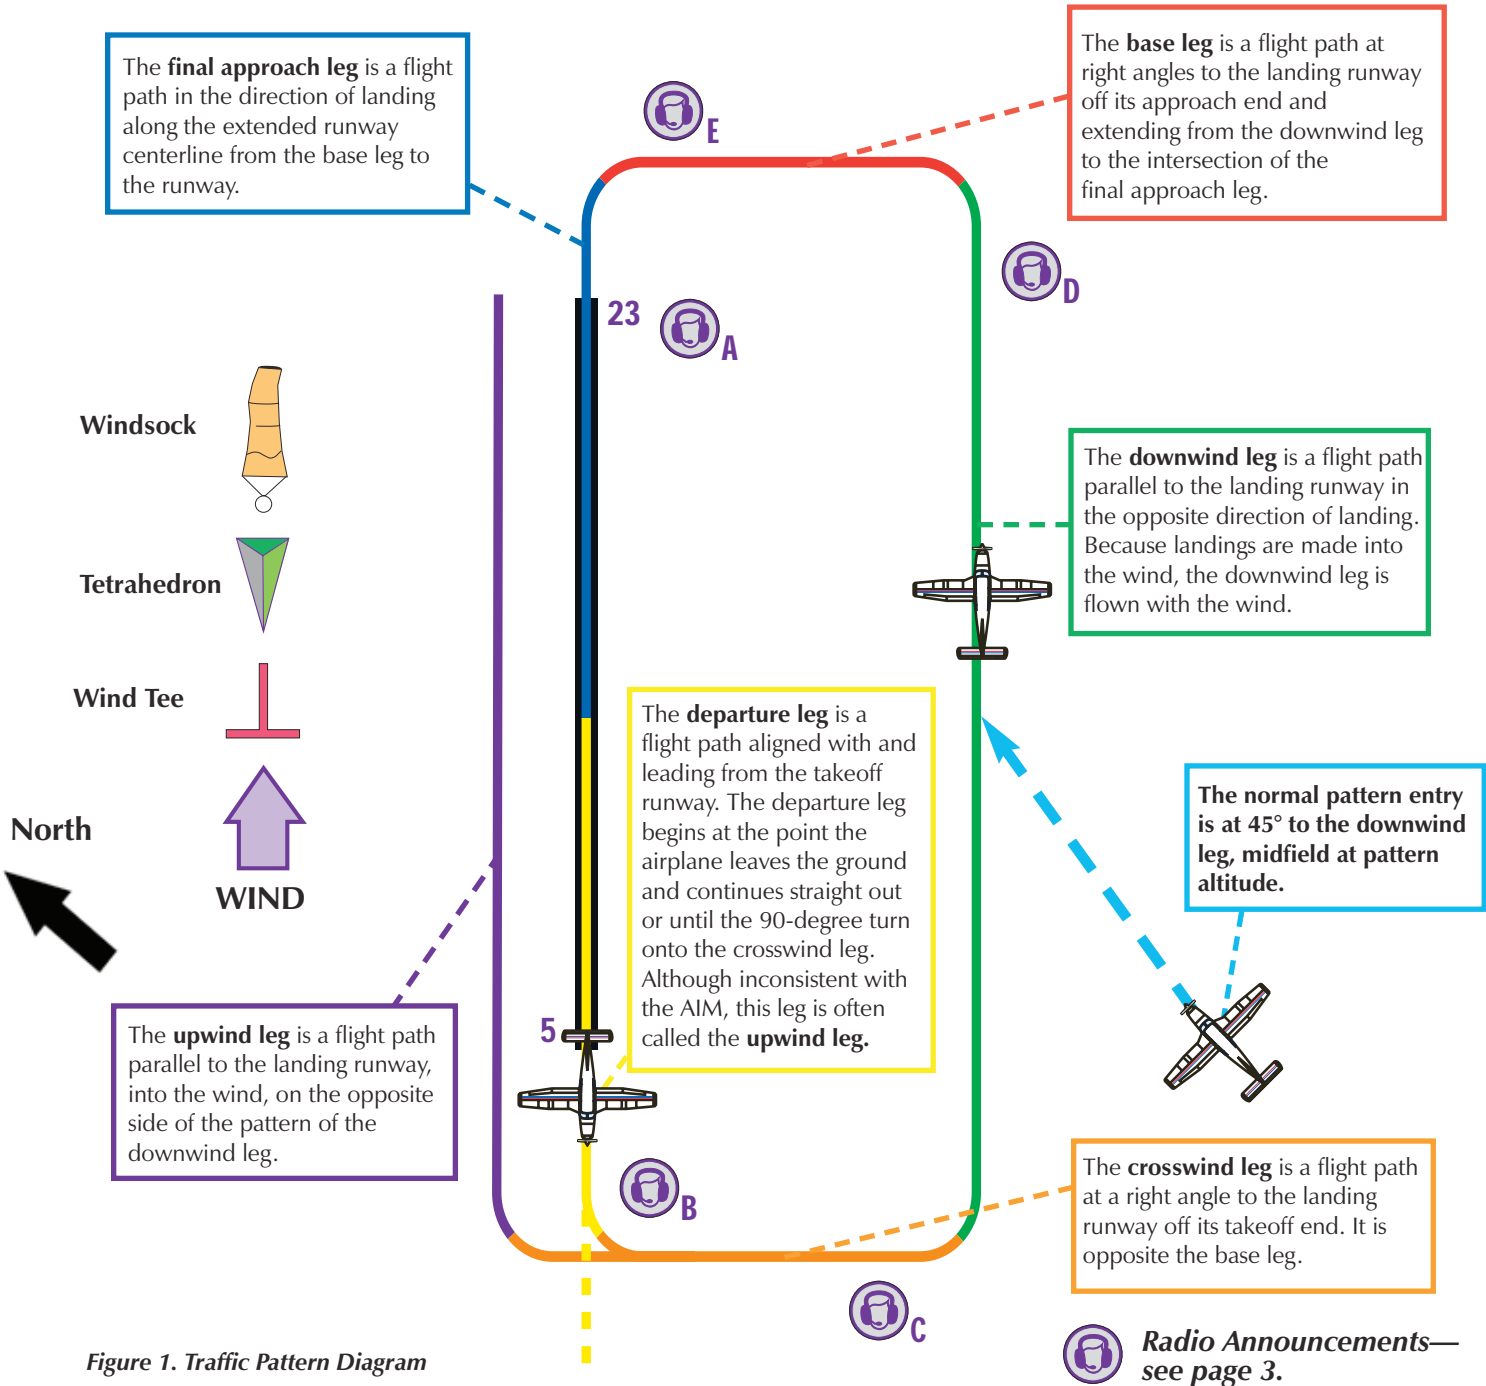 The final approach leg is a flight
path in the direction of landing
along the extended runway
centerline from the base leg to
the runway.
E
The base leg is a flight path at
right angles to the landing runway
off its approach end and
extending from the downwind leg
to the intersection of the
final approach leg.
D
23
A
Windsock
Tetrahedron
Wind Tee
North
WIND
The downwind leg is a flight path
parallel to the landing runway in
the opposite direction of landing.
Because landings are made into
the wind, the downwind leg is
flown with the wind.
The departure leg is a
flight path aligned with and
leading from the takeoff
runway. The departure leg
begins at the point the
airplane leaves the ground
and continues straight out
or until the 90-degree turn
onto the crosswind leg.
Although inconsistent with
the AIM, this leg is often
called the upwind leg.
The normal pattern entry
is at 45° to the downwind
leg, midfield at pattern
altitude.
5
The upwind leg is a flight path
parallel to the landing runway,
into the wind, on the opposite
side of the pattern of the
downwind leg.
B
The crosswind leg is a flight path
at a right angle to the landing
runway off its takeoff end. It is
opposite the base leg.
C
Figure 1. Traffic Pattern Diagram
Radio Announcements—
see page 3.